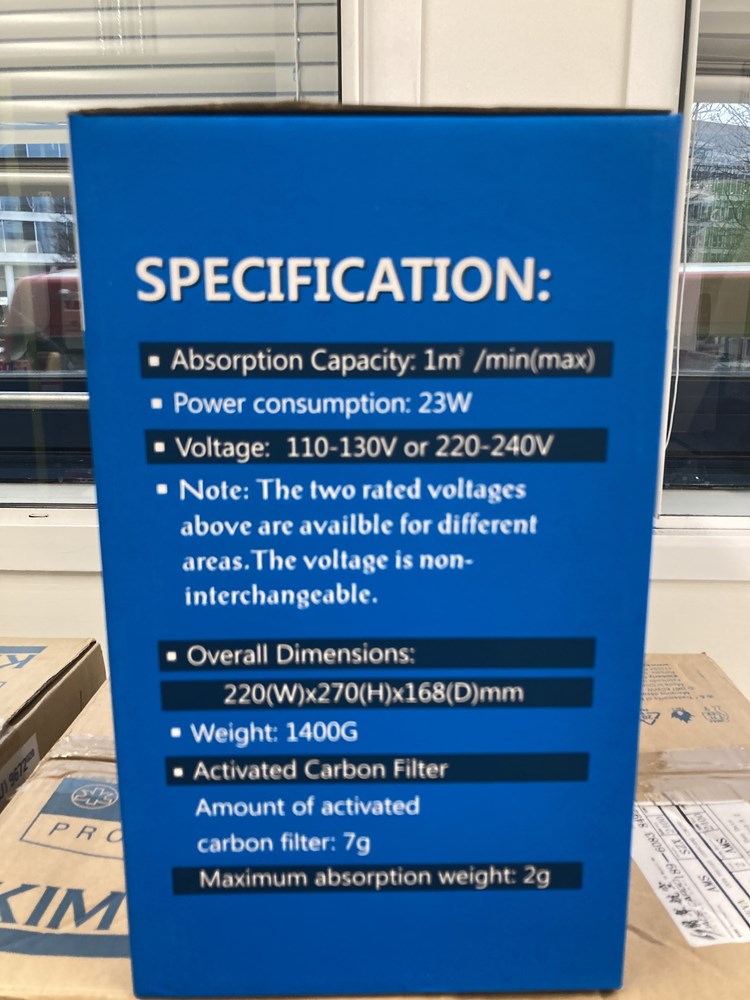 SPECIFICATION:
▪ Absorption Capacity: 1m³ /min(max)
▪ Power consumption: 23W
▪ Voltage: 110-130V or 220-240V
▪ Note: The two rated voltages
above are availble for different
areas.The voltage is non-
interchangeable.
▪ Overall Dimensions:
220(W)x270(H)x168(D)mm
▪ Weight: 1400G
▪ Activated Carbon Filter
Amount of activated
carbon filter: 7g
Maximum absorption weight: 2g
PRO
KIM